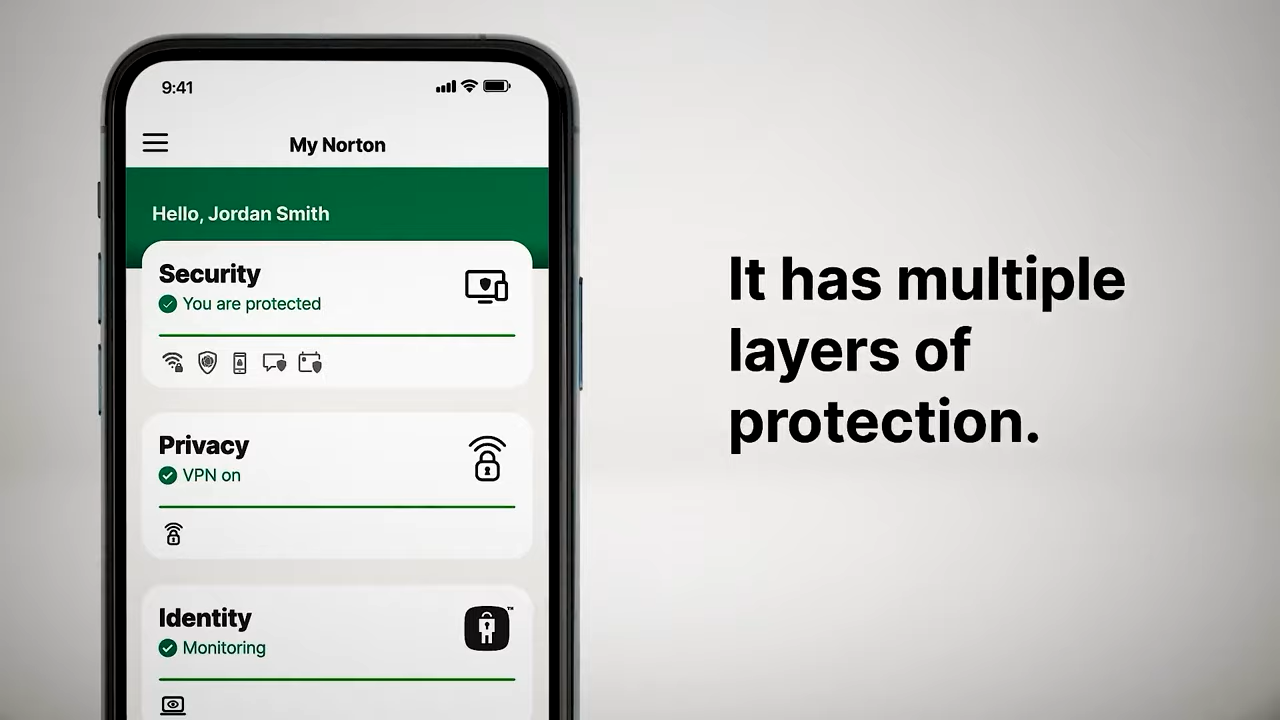 9:41
My Norton
Hello, Jordan Smith
Security
You are protected
Privacy
VPN on
Identity
™
Monitoring
It has multiple
layers of
protection.